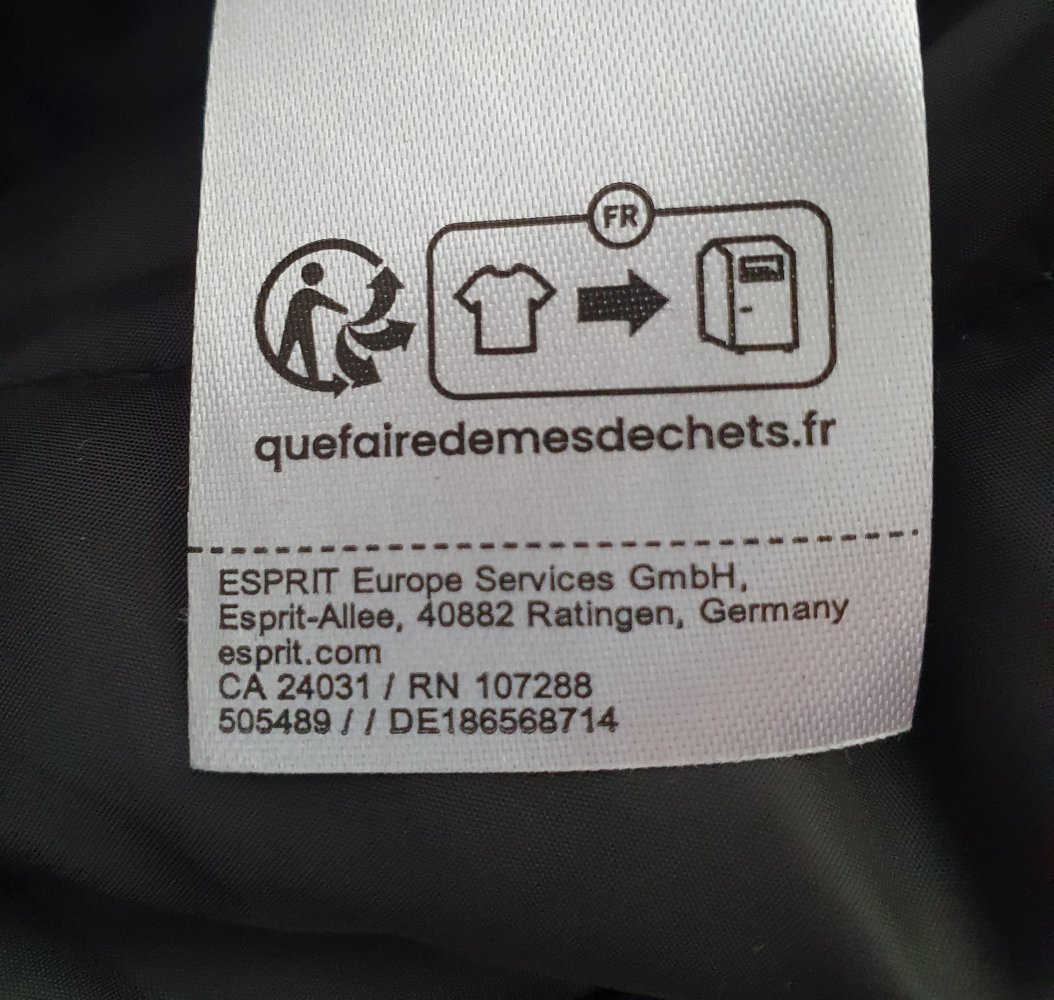 FR
quefairedemesdechets.fr
ESPRIT Europe Services GmbH,
Esprit-Allee, 40882 Ratingen, Germany
esprit.com
CA 24031 / RN 107288
505489 / / DE186568714